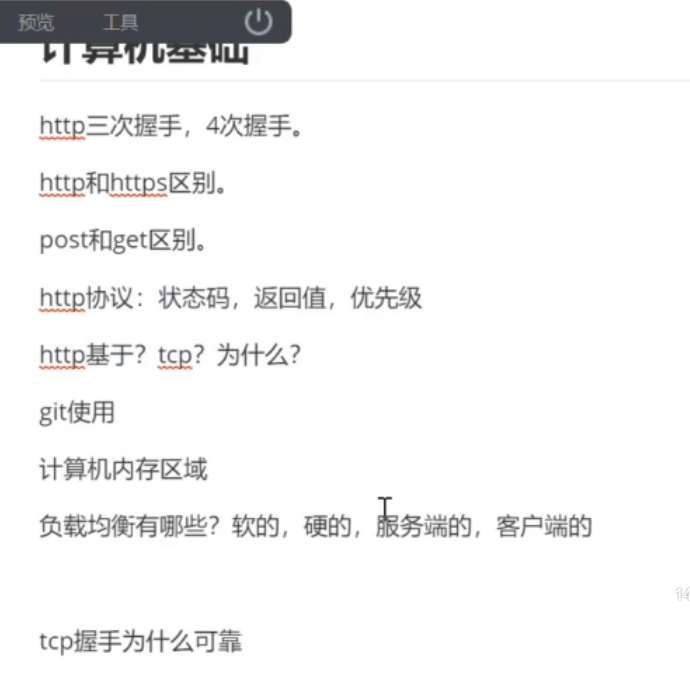 预览 工具
计算机基础
http三次握手，4次握手。
http和https区别。
post和get区别。
http协议：状态码，返回值，优先级
http基于？tcp？为什么？
git使用
计算机内存区域
负载均衡有哪些？软的，硬的，服务端的，客户端的
tcp握手为什么可靠